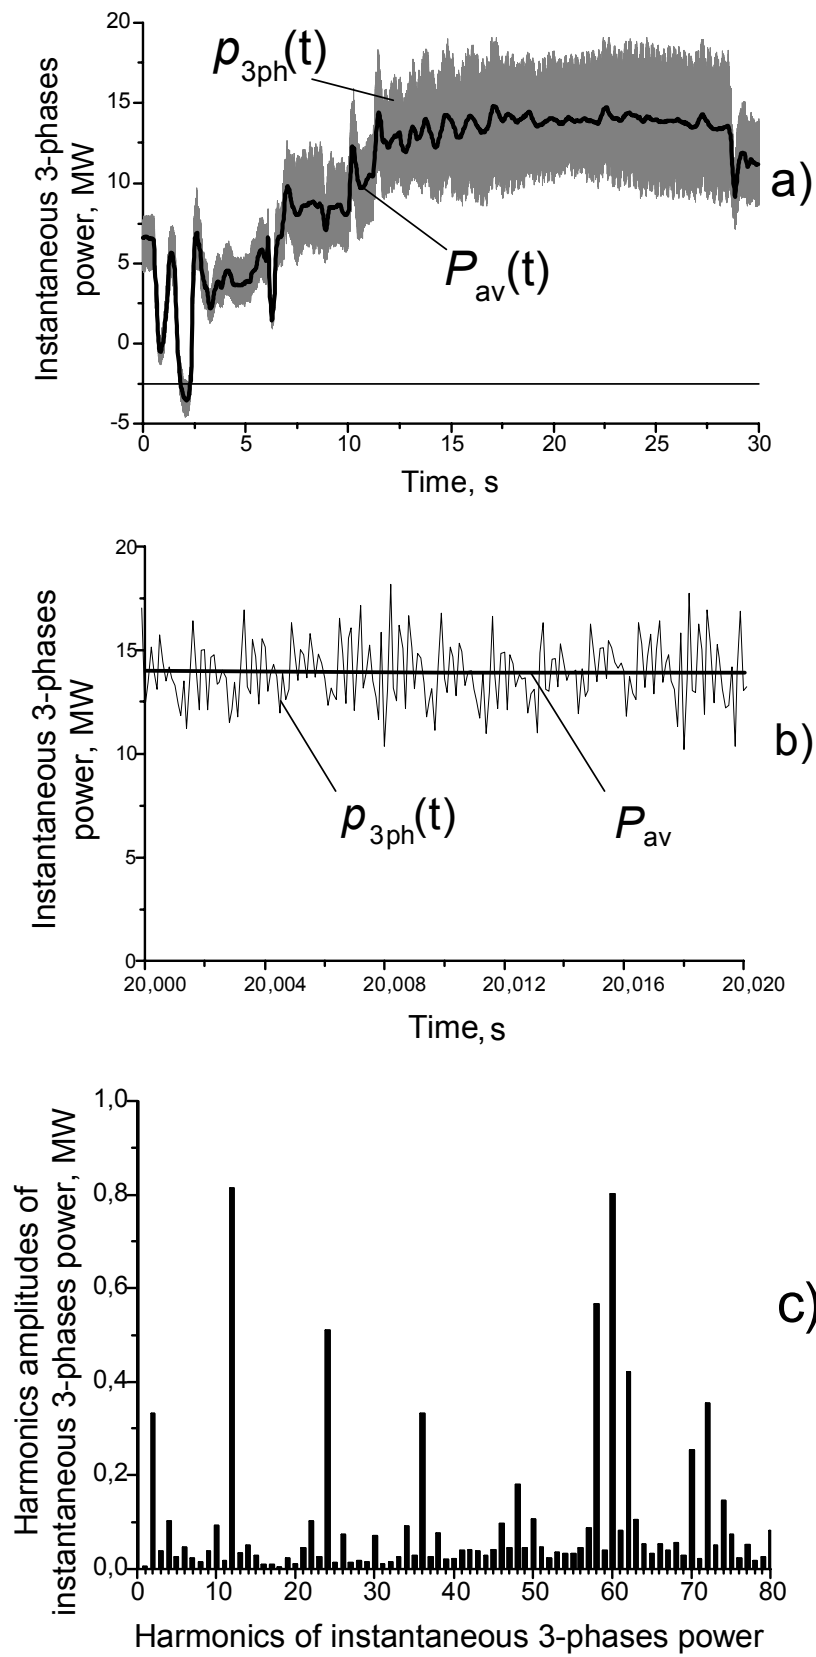 Instantaneous 3-phases
power, MW
20
15
10
5
0
-5
p3ph(t)
Pav(t)
a)
0 5 10 15 20 25 30
Time, s
Instantaneous 3-phases
power, MW
20
15
10
5
0
b)
p3ph(t)
Pav
20,000 20,004 20,008 20,012 20,016 20,020
Time, s
Harmonics amplitudes of
instantaneous 3-phases power, MW
1,0
0,8
0,6
0,4
0,2
0,0
c)
0 10 20 30 40 50 60 70 80
Harmonics of instantaneous 3-phases power